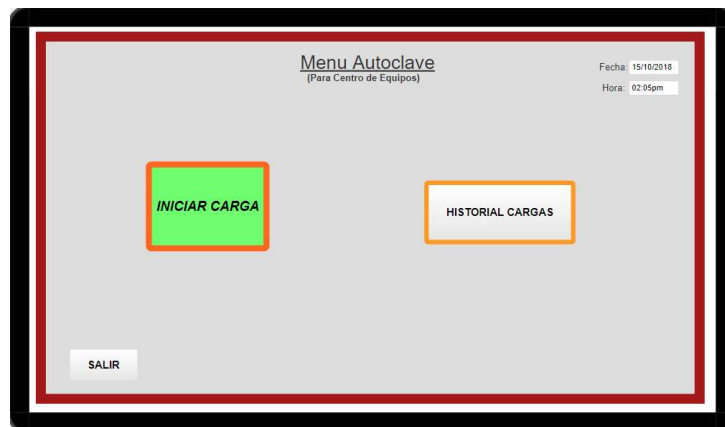 Menu Autoclave
(Para Centro de Equipos)
Fecha: 15/10/2018
Hora: 02:05pm
INICIAR CARGA
HISTORIAL CARGAS
SALIR